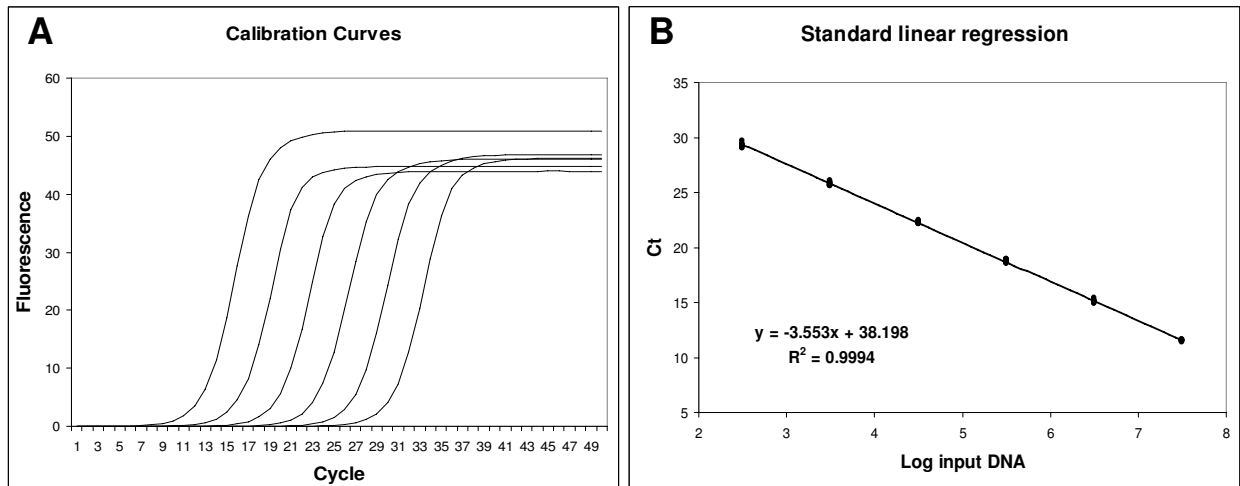 A
Calibration Curves
Fluorescence
60
50
40
30
20
10
0
1 3 5 7 9 11 13 15 17 19 21 23 25 27 29 31 33 35 37 39 41 43 45 47 49
Cycle
B
Standard linear regression
Ct
35
30
25
20
15
10
5
y = -3.553x + 38.198
R² = 0.9994
2 3 4 5 6 7 8
Log input DNA